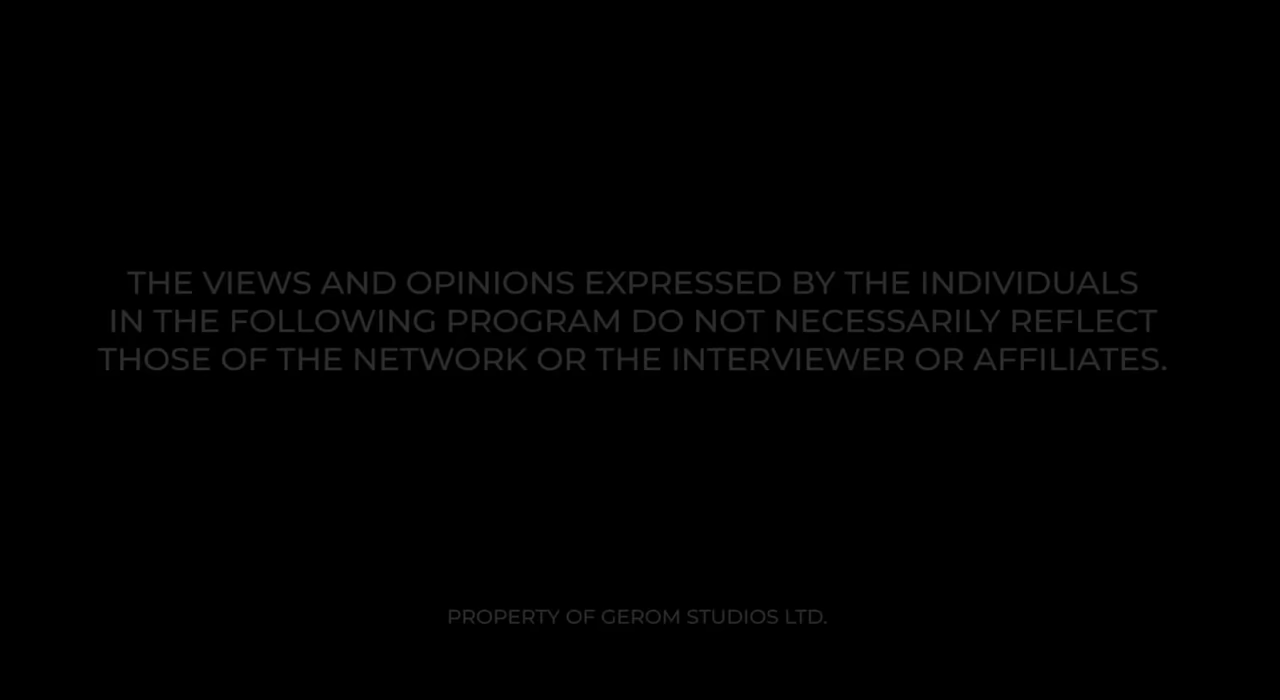 THE VIEWS AND OPINIONS EXPRESSED BY THE INDIVIDUALS
IN THE FOLLOWING PROGRAM DO NOT NECESSARILY REFLECT
THOSE OF THE NETWORK OR THE INTERVIEWER OR AFFILIATES.
PROPERTY OF GEROM STUDIOS LTD.